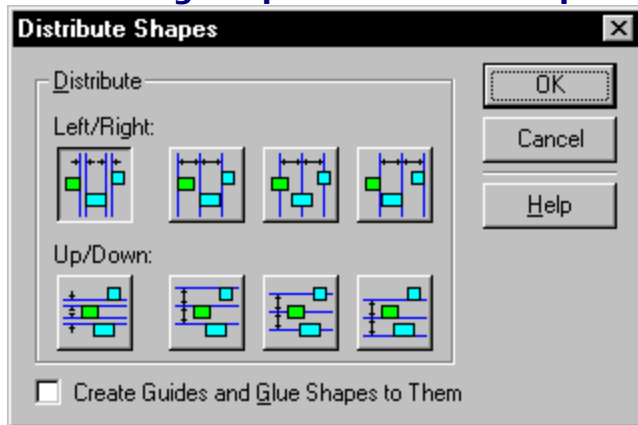 Distribute Shapes
Distribute
OK
Left/Right:
Cancel
Help
Up/Down:
Create Guides and Glue Shapes to Them